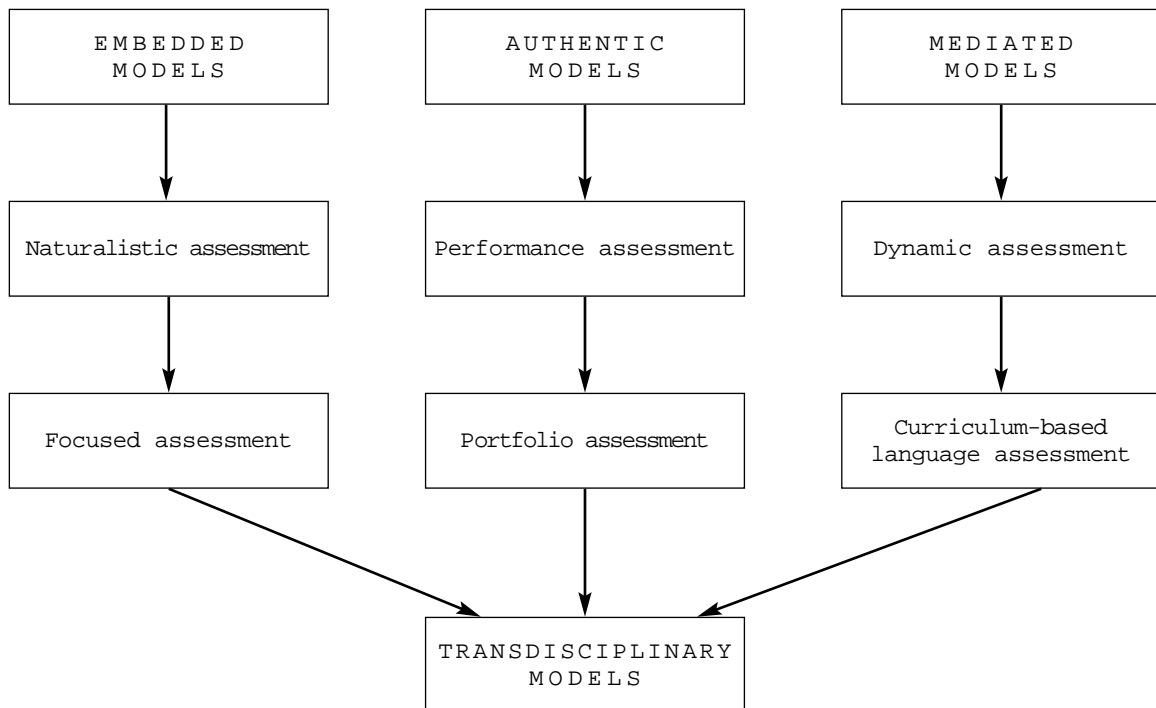 EMBEDDED
MODELS
AUTHENTIC
MODELS
MEDIATED
MODELS
Naturalistic assessment
Performance assessment
Dynamic assessment
Focused assessment
Portfolio assessment
Curriculum-based
language assessment
TRANSDISCIPLINARY
MODELS